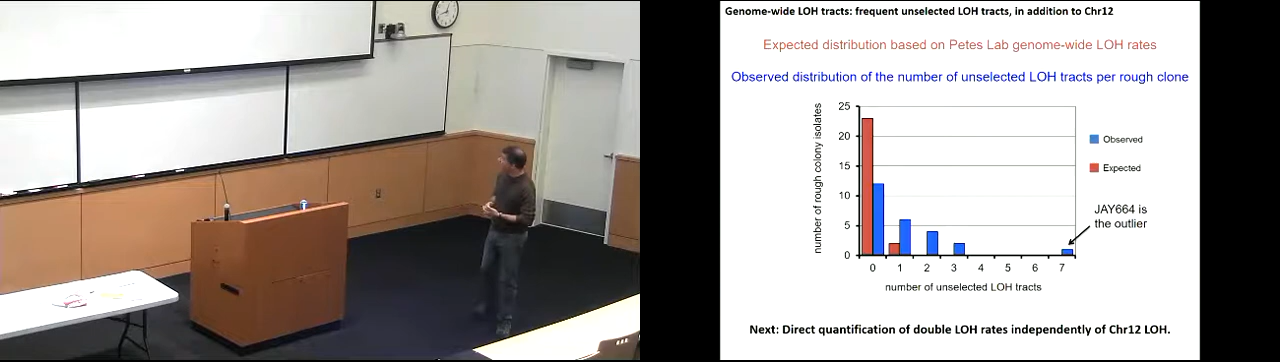 Genome-wide LOH tracts: frequent unselected LOH tracts, in addition to Chr12
Expected distribution based on Petes Lab genome-wide LOH rates
Observed distribution of the number of unselected LOH tracts per rough clone
number of rough colony isolates
25
20
15
10
5
0
0 1 2 3 4 5 6 7
number of unselected LOH tracts
Observed
Expected
JAY664 is
the outlier
Next: Direct quantification of double LOH rates independently of Chr12 LOH.